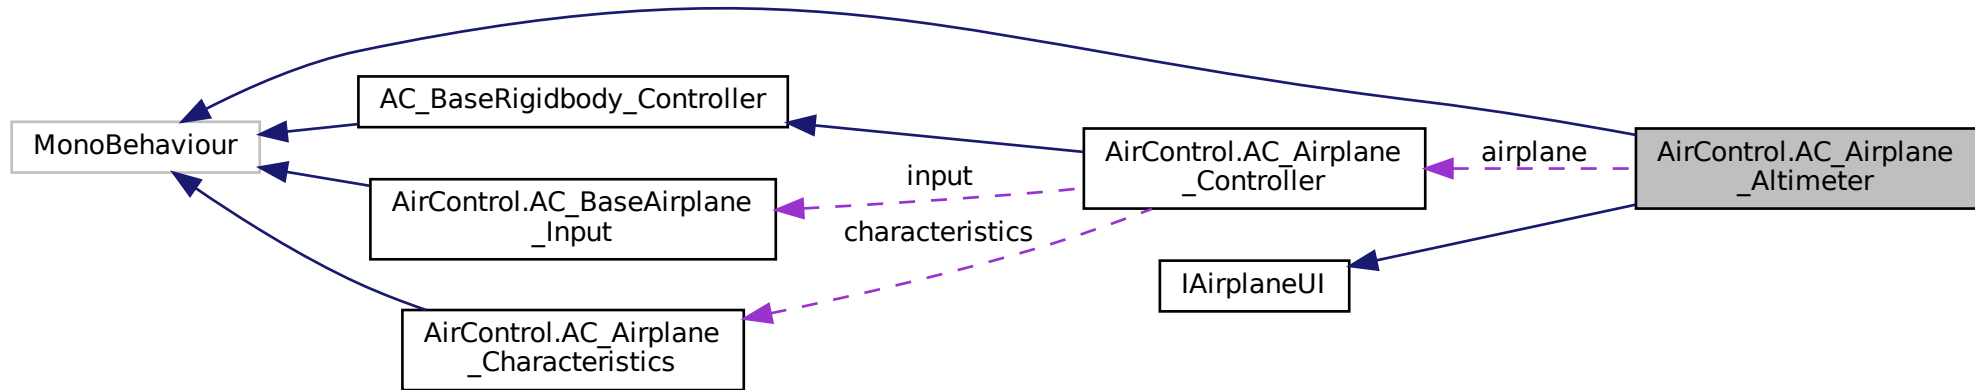 MonoBehaviour
AC_BaseRigidbody_Controller
AirControl.AC_BaseAirplane
_Input
AirControl.AC_Airplane
_Characteristics
input
characteristics
AirControl.AC_Airplane
_Controller
IAirplaneUI
airplane
AirControl.AC_Airplane
_Altimeter